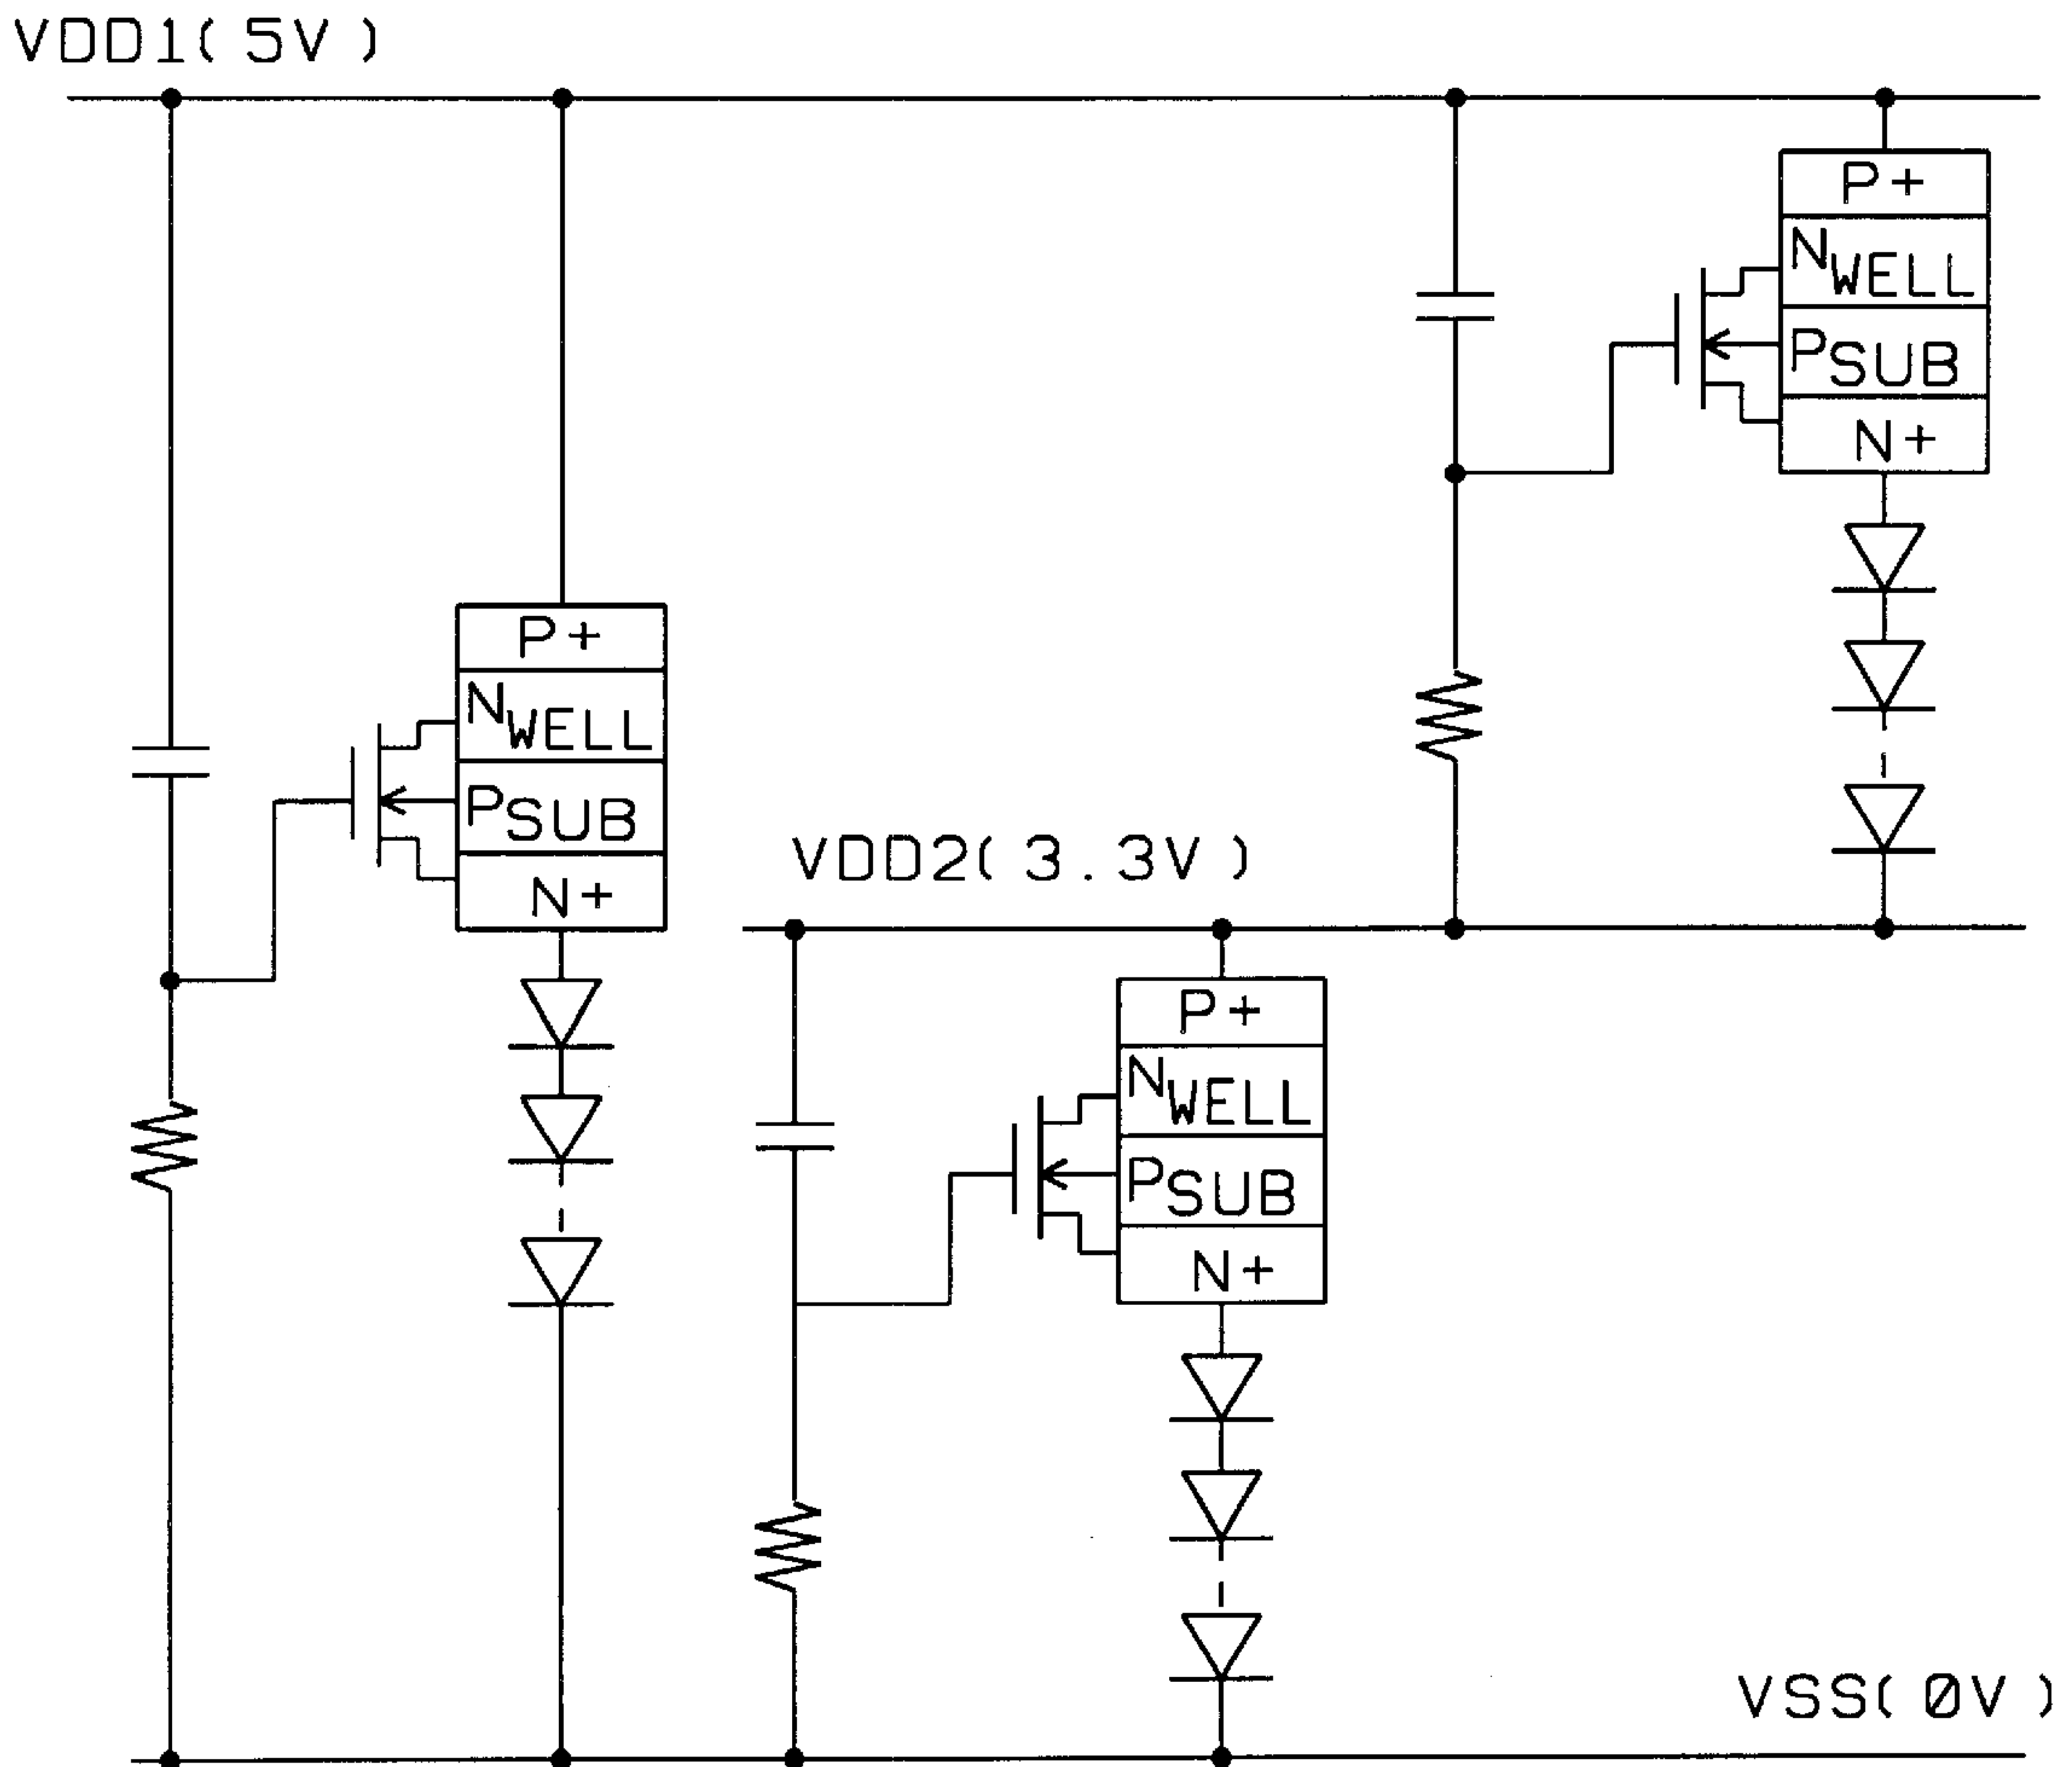 VDD1(5V)
P+
NWELL
PSUB
N+
P+
NWELL
PSUB
N+
VDD2(3.3V)
P+
NWELL
PSUB
N+
VSS(0V)